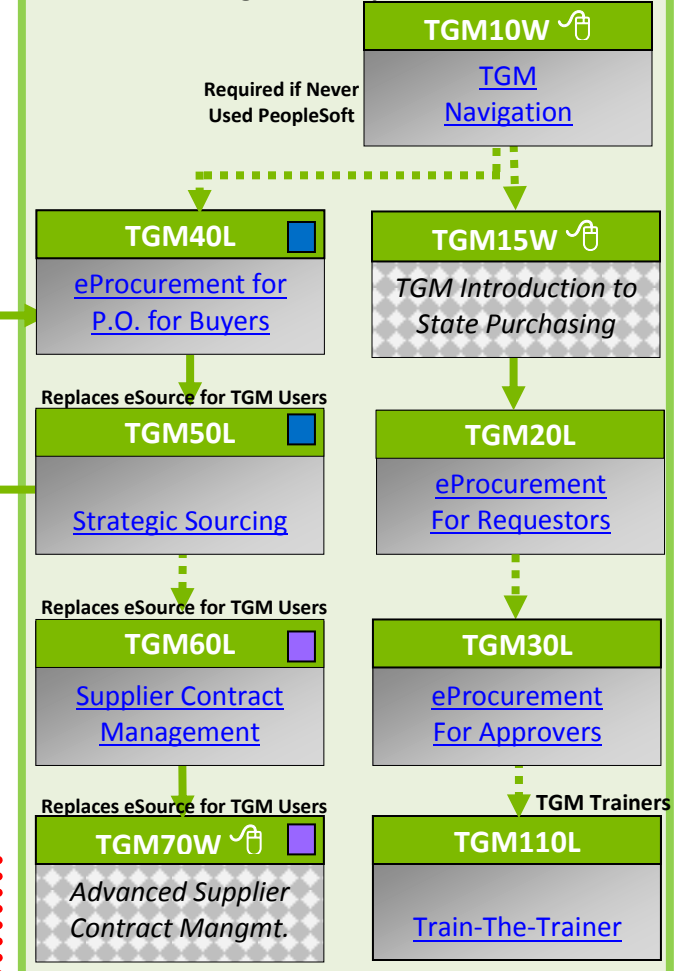 TGM10W
TGM
Navigation
Required if Never
Used PeopleSoft
TGM40L
eProcurement for
P.O. for Buyers
Replaces eSource for TGM Users
TGM50L
Strategic Sourcing
Replaces eSource for TGM Users
TGM60L
Supplier Contract
Management
Replaces eSource for TGM Users
TGM70W
Advanced Supplier
Contract Mangmt.
TGM15W
TGM Introduction to
State Purchasing
TGM20L
eProcurement
For Requestors
TGM30L
eProcurement
For Approvers
TGM Trainers
TGM110L
Train-The-Trainer